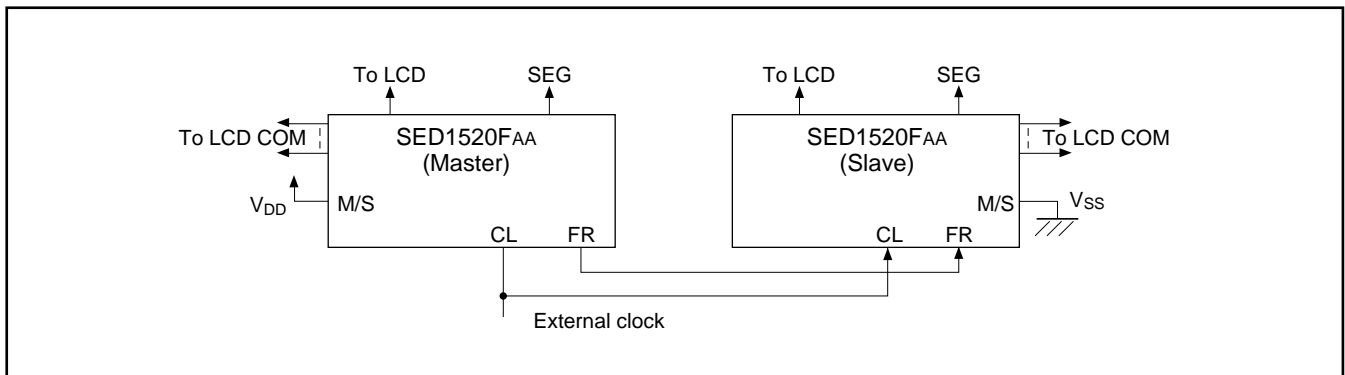 To LCD
SEG
To LCD COM
SED1520FAA
(Master)
VDD
M/S
CL
FR
To LCD
SEG
SED1520FAA
(Slave)
To LCD COM
M/S
VSS
CL
FR
External clock